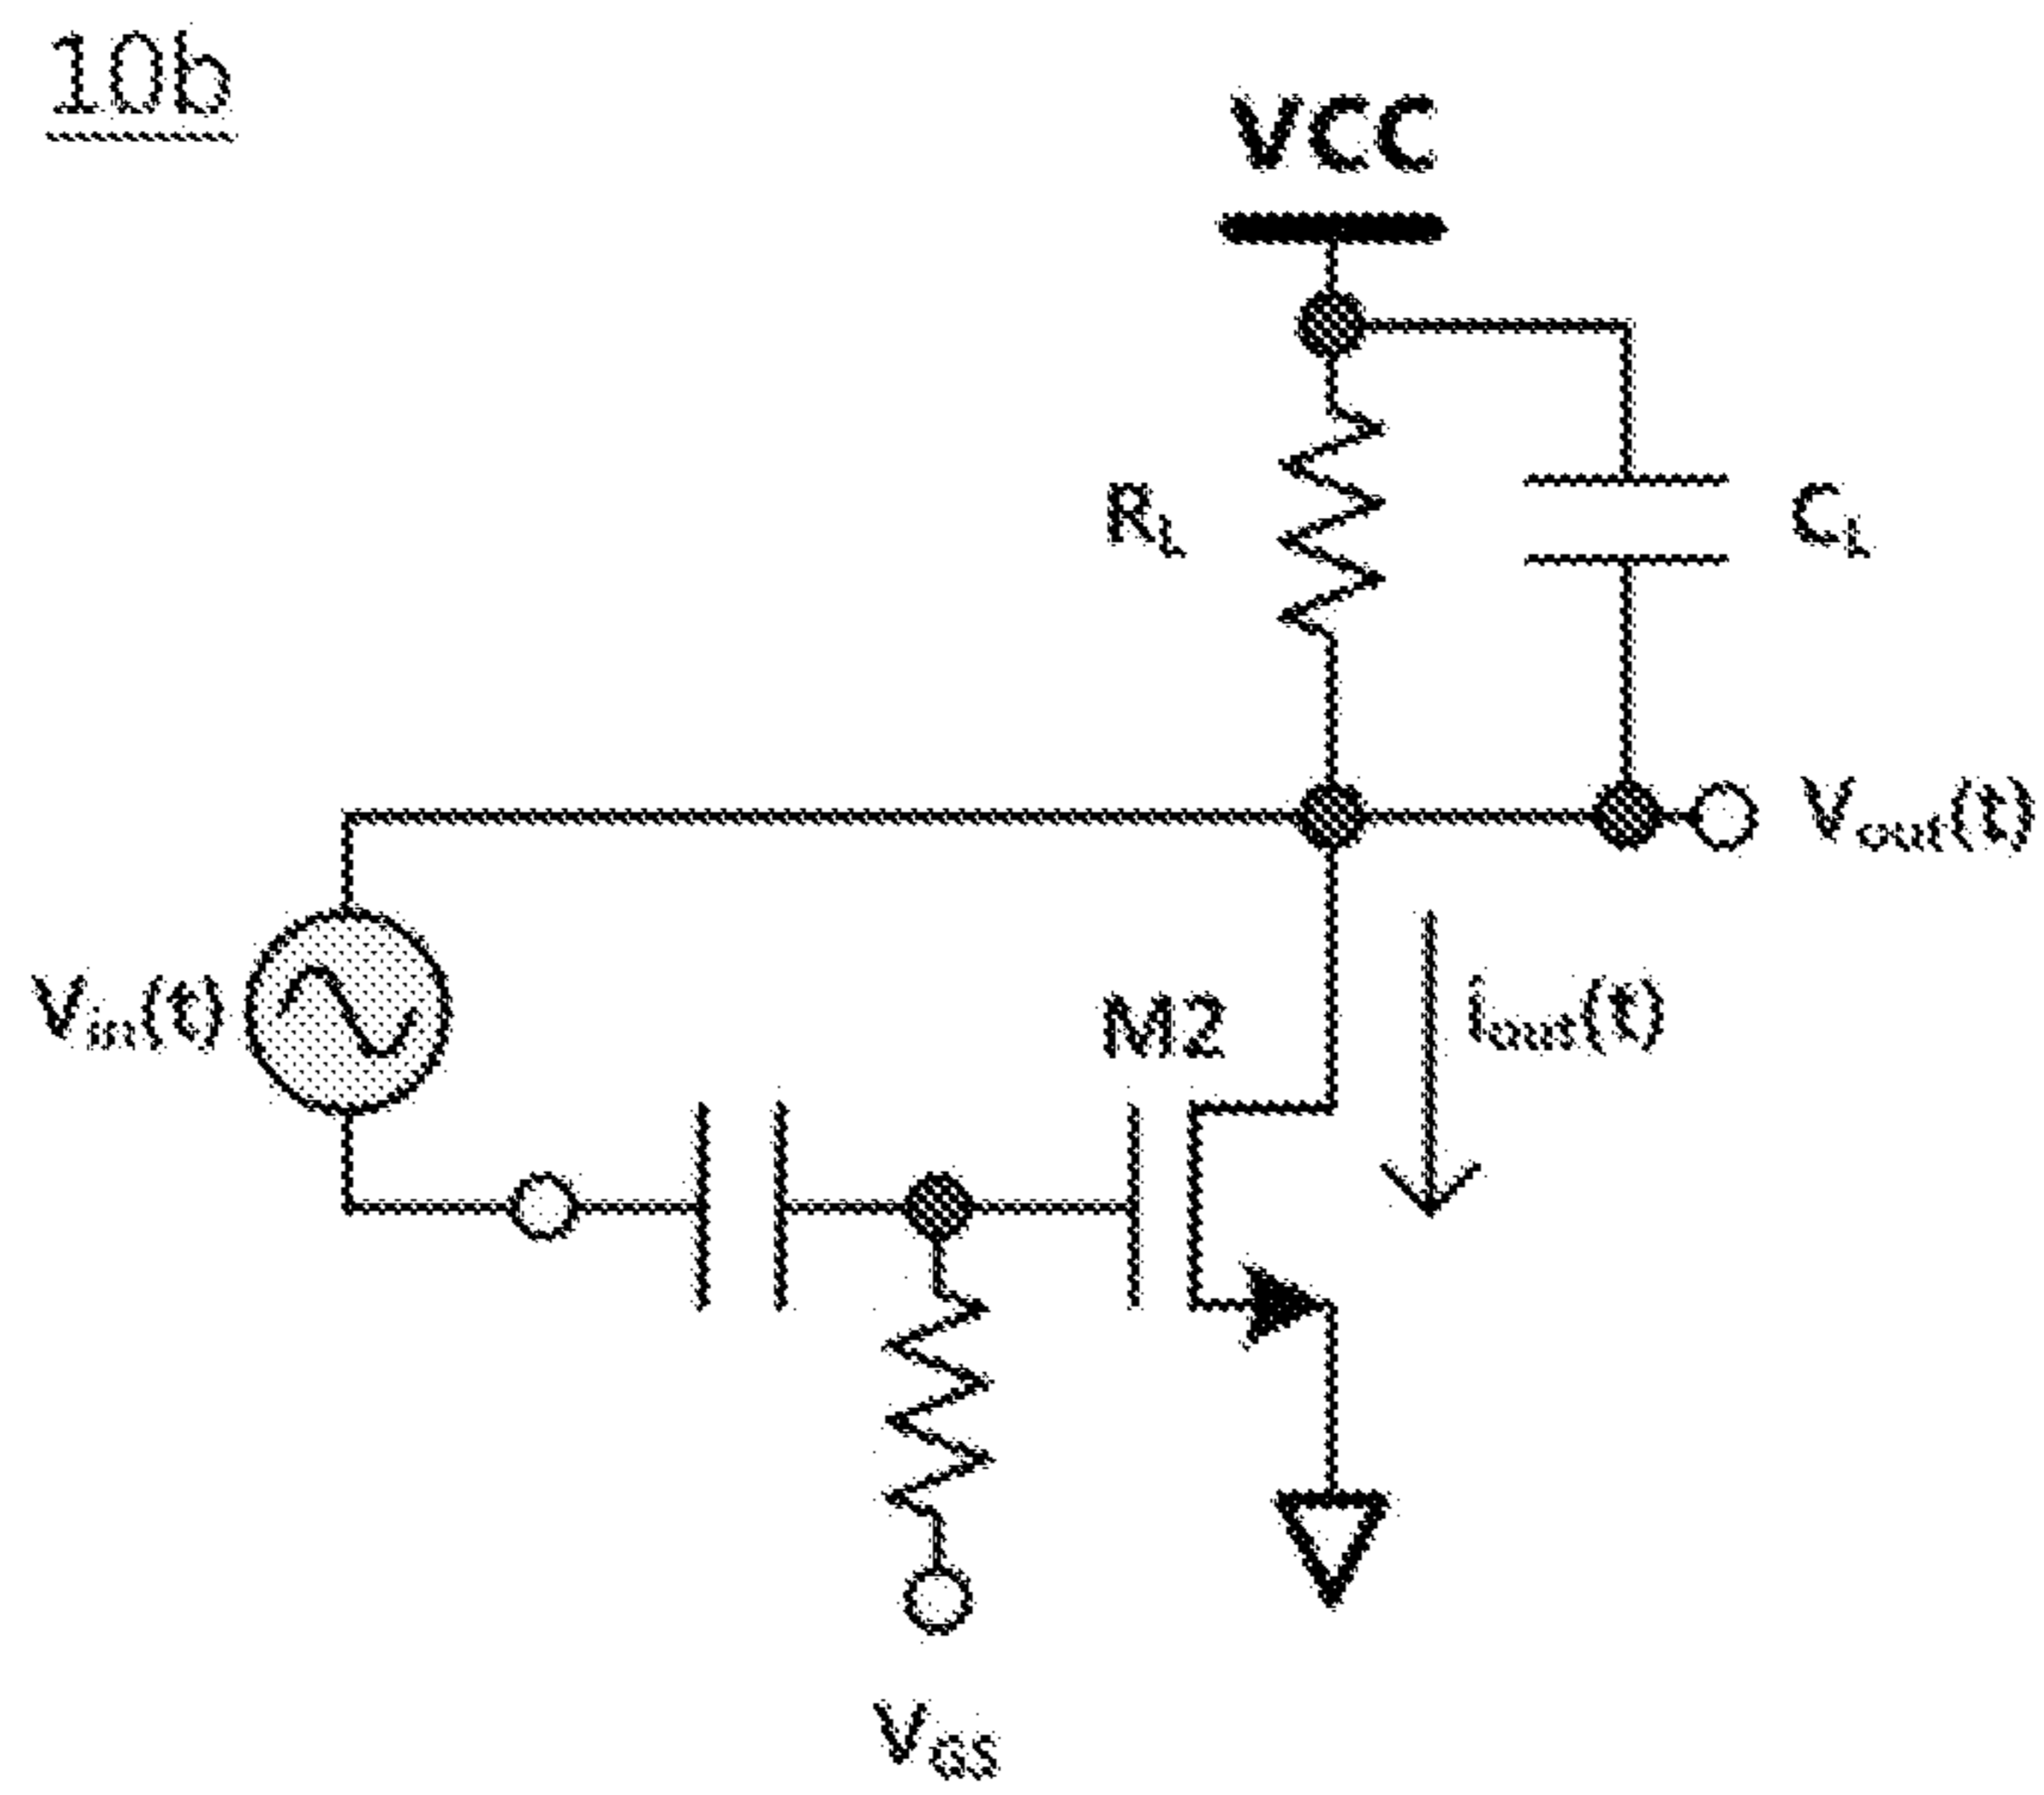 10b
VCC
RL
CL
Vout(t)
Vin(t)
M2
iout(t)
VGS